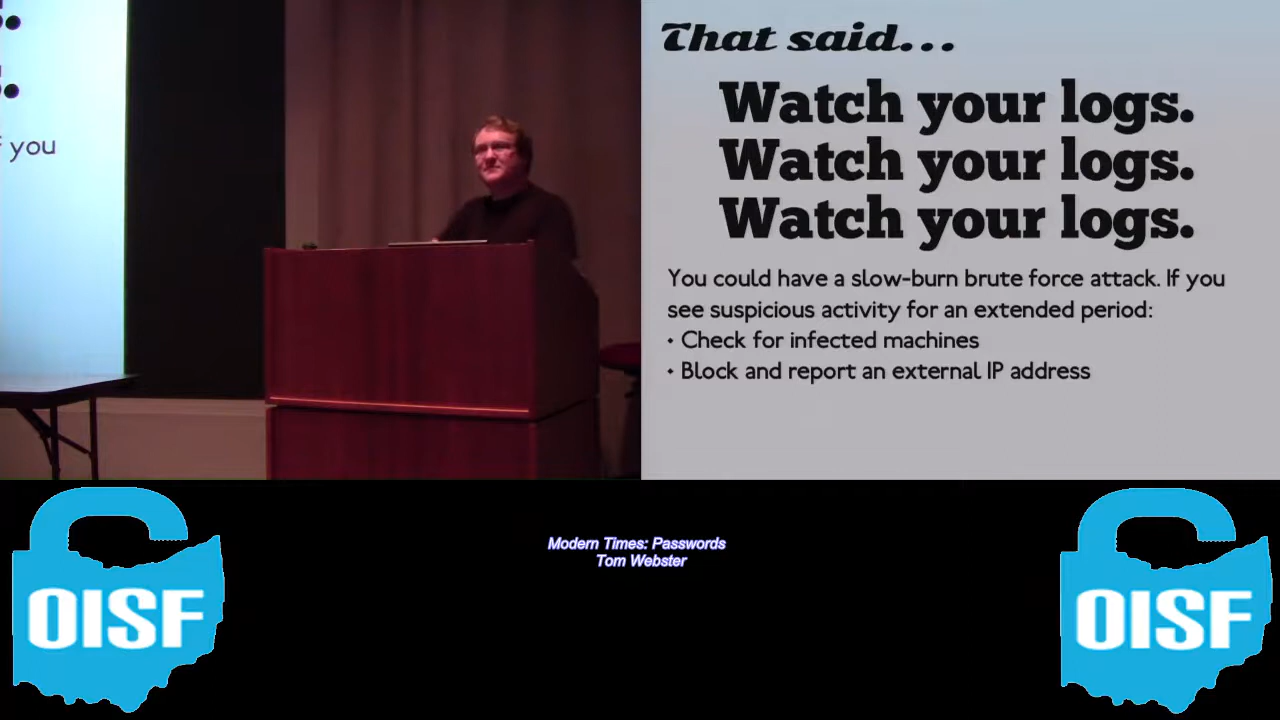 you
That said...
Watch your logs.
Watch your logs.
Watch your logs.
You could have a slow-burn brute force attack. If you
see suspicious activity for an extended period:
• Check for infected machines
• Block and report an external IP address
Modern Times: Passwords
Tom Webster
OISF
OISF